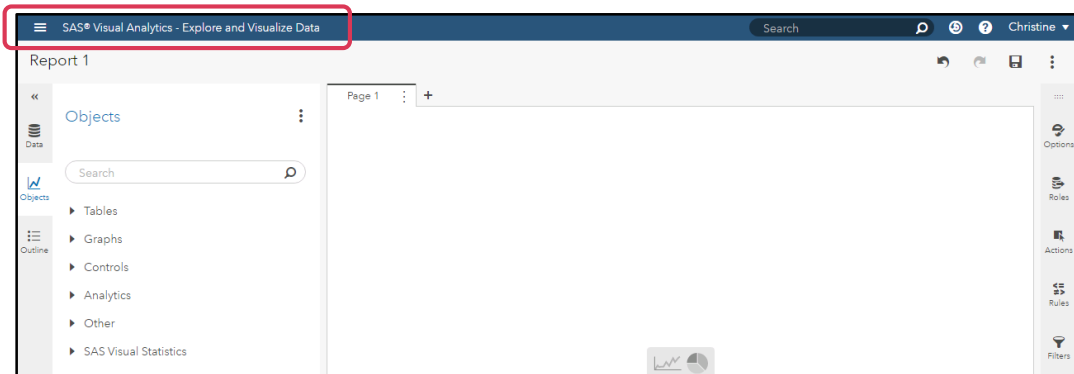 SAS® Visual Analytics - Explore and Visualize Data
Search
Christine
Report 1
Page 1
Objects
Search
Tables
Graphs
Controls
Analytics
Other
SAS Visual Statistics
Data
Objects
Outline
Options
Roles
Actions
Rules
Filters